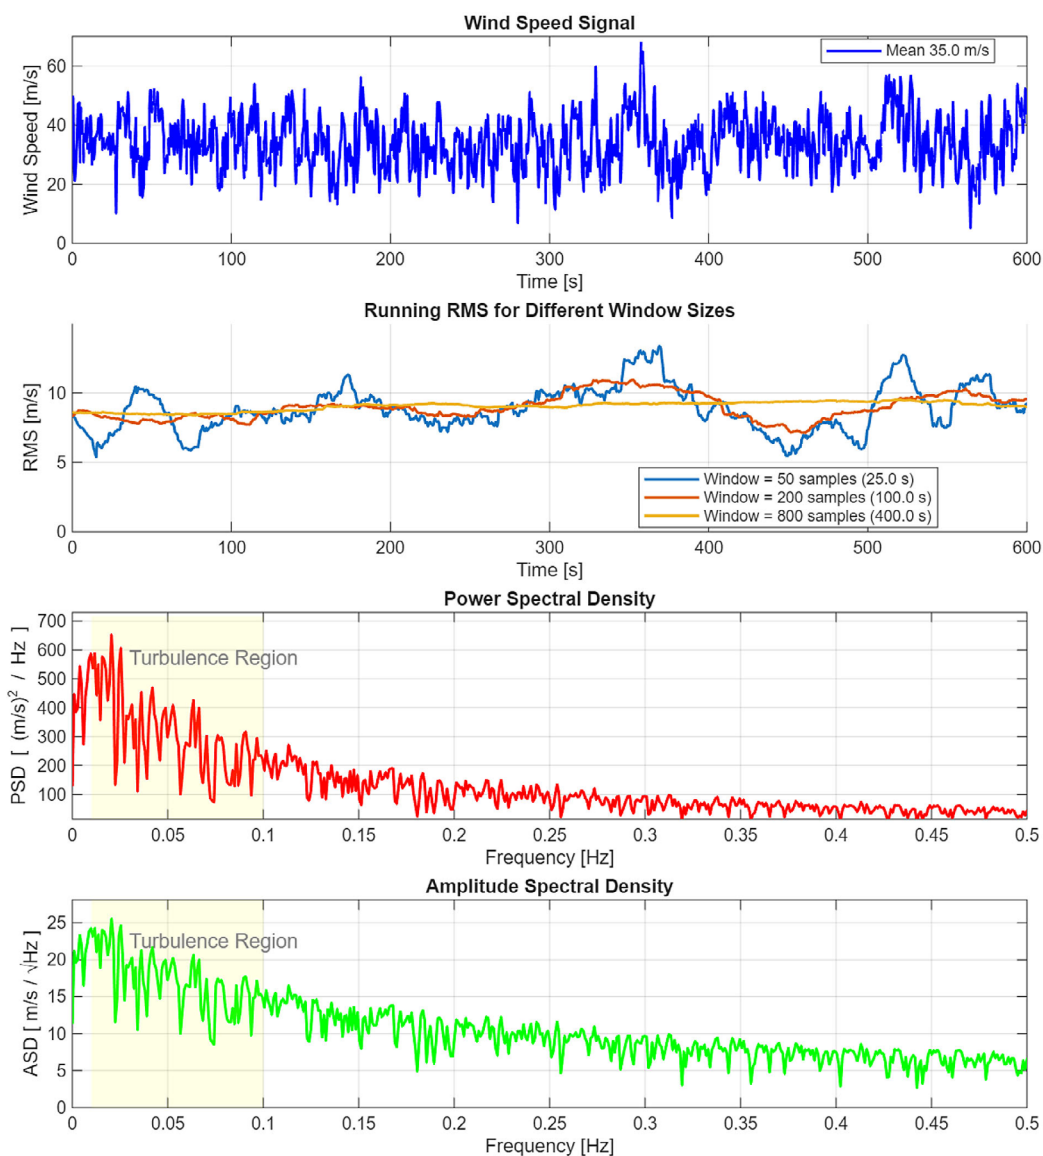 Wind Speed Signal
Wind Speed [m/s]
60
40
20
0
Mean 35.0 m/s
0 100 200 300 400 500 600
Time [s]
Running RMS for Different Window Sizes
RMS [m/s]
10
5
0
Window = 50 samples (25.0 s)
Window = 200 samples (100.0 s)
Window = 800 samples (400.0 s)
0 100 200 300 400 500 600
Time [s]
Power Spectral Density
PSD [ (m/s)² / Hz ]
700
600
500
400
300
200
100
Turbulence Region
0 0.05 0.1 0.15 0.2 0.25 0.3 0.35 0.4 0.45 0.5
Frequency [Hz]
Amplitude Spectral Density
ASD [ m/s / √Hz ]
25
20
15
10
5
0
Turbulence Region
0 0.05 0.1 0.15 0.2 0.25 0.3 0.35 0.4 0.45 0.5
Frequency [Hz]